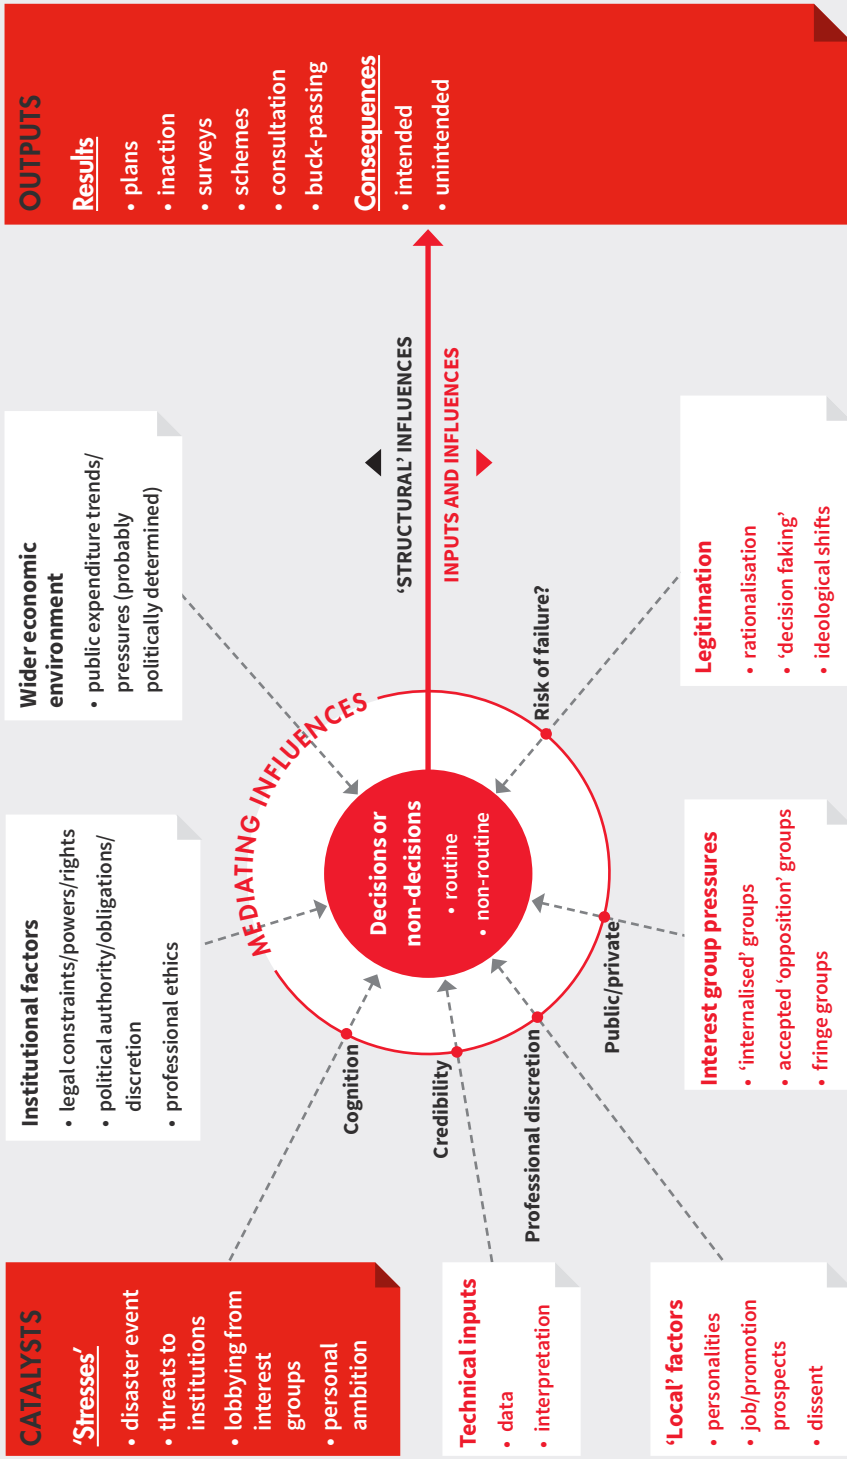 CATALYSTS
‘Stresses’
• disaster event
• threats to
institutions
• lobbying from
interest
groups
• personal
ambition
Institutional factors
• legal constraints/powers/rights
• political authority/obligations/
discretion
• professional ethics
Wider economic
environment
• public expenditure trends/
pressures (probably
politically determined)
OUTPUTS
Results
• plans
• inaction
• surveys
• schemes
• consultation
• buck-passing
Consequences
• intended
• unintended
MEDIATING INFLUENCES
Cognition
Credibility
Professional discretion
Public/private
Risk of failure?
Decisions or
non-decisions
• routine
• non-routine
‘STRUCTURAL’ INFLUENCES
INPUTS AND INFLUENCES
Technical inputs
• data
• interpretation
‘Local’ factors
• personalities
• job/promotion
prospects
• dissent
Interest group pressures
• ‘internalised’ groups
• accepted ‘opposition’ groups
• fringe groups
Legitimation
• rationalisation
• ‘decision faking’
• ideological shifts